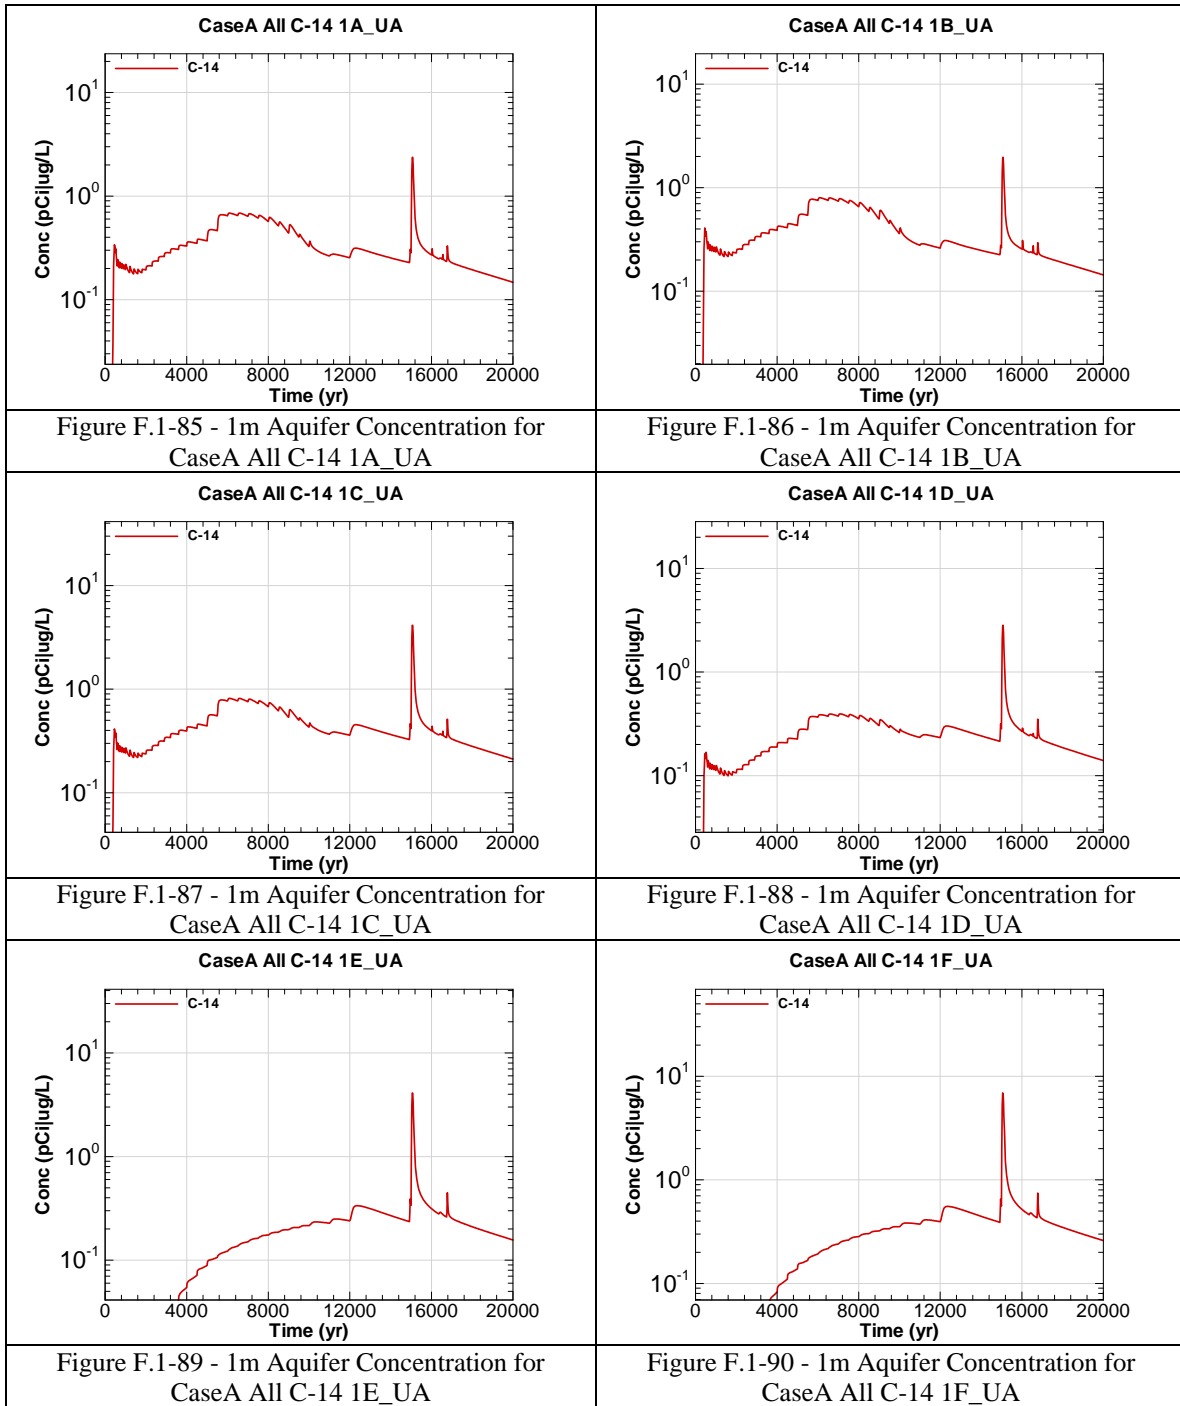 CaseA All C-14 1A_UA
C-14
Conc (pCi|ug/L)
10^1
10^0
10^-1
0 4000 8000 12000 16000 20000
Time (yr)
Figure F.1-85 - 1m Aquifer Concentration for
CaseA All C-14 1A_UA
CaseA All C-14 1B_UA
C-14
Conc (pCi|ug/L)
10^1
10^0
10^-1
0 4000 8000 12000 16000 20000
Time (yr)
Figure F.1-86 - 1m Aquifer Concentration for
CaseA All C-14 1B_UA
CaseA All C-14 1C_UA
C-14
Conc (pCi|ug/L)
10^1
10^0
10^-1
0 4000 8000 12000 16000 20000
Time (yr)
Figure F.1-87 - 1m Aquifer Concentration for
CaseA All C-14 1C_UA
CaseA All C-14 1D_UA
C-14
Conc (pCi|ug/L)
10^1
10^0
10^-1
0 4000 8000 12000 16000 20000
Time (yr)
Figure F.1-88 - 1m Aquifer Concentration for
CaseA All C-14 1D_UA
CaseA All C-14 1E_UA
C-14
Conc (pCi|ug/L)
10^1
10^0
10^-1
0 4000 8000 12000 16000 20000
Time (yr)
Figure F.1-89 - 1m Aquifer Concentration for
CaseA All C-14 1E_UA
CaseA All C-14 1F_UA
C-14
Conc (pCi|ug/L)
10^1
10^0
10^-1
0 4000 8000 12000 16000 20000
Time (yr)
Figure F.1-90 - 1m Aquifer Concentration for
CaseA All C-14 1F_UA